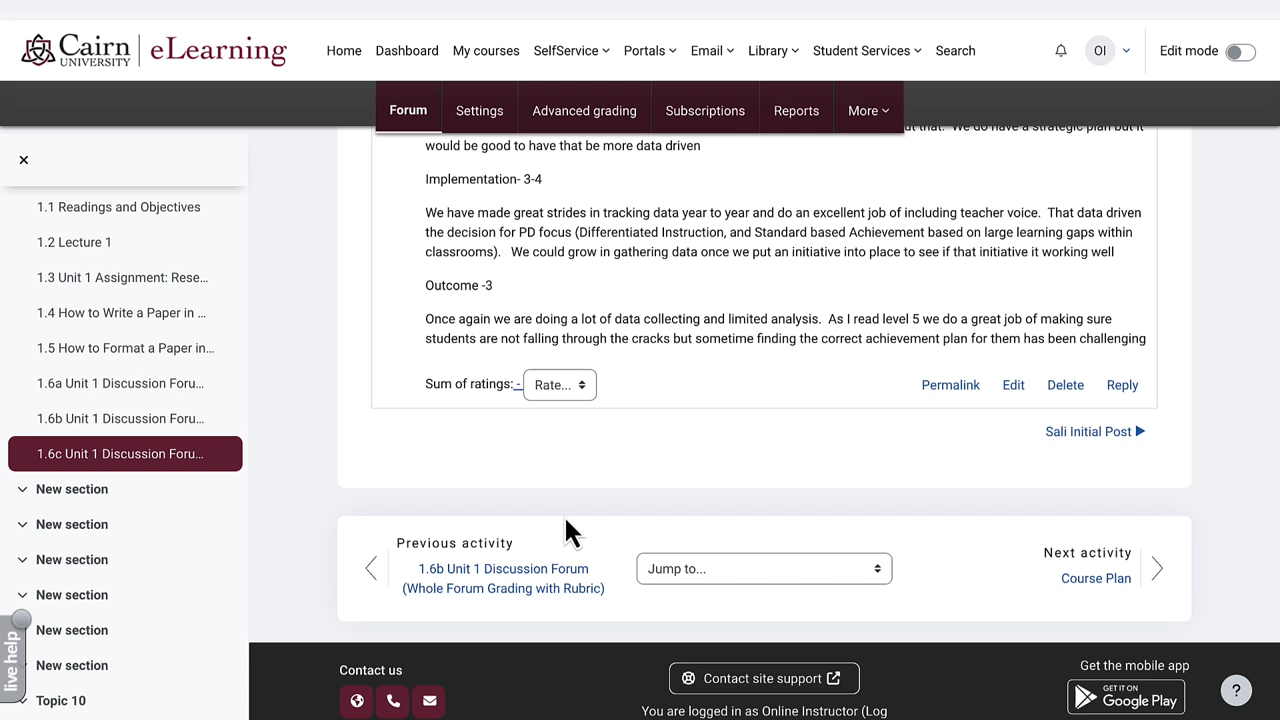 Cairn UNIVERSITY eLearning
Home Dashboard My courses SelfService Portals Email Library Student Services Search
OI
Edit mode
Forum Settings Advanced grading Subscriptions Reports More
that. We do have a strategic plan but it
would be good to have that be more data driven
Implementation- 3-4
We have made great strides in tracking data year to year and do an excellent job of including teacher voice. That data driven
the decision for PD focus (Differentiated Instruction, and Standard based Achievement based on large learning gaps within
classrooms). We could grow in gathering data once we put an initiative into place to see if that initiative it working well
Outcome -3
Once again we are doing a lot of data collecting and limited analysis. As I read level 5 we do a great job of making sure
students are not falling through the cracks but sometime finding the correct achievement plan for them has been challenging
Sum of ratings: - Rate...
Permalink Edit Delete Reply
Sali Initial Post
1.1 Readings and Objectives
1.2 Lecture 1
1.3 Unit 1 Assignment: Rese...
1.4 How to Write a Paper in ...
1.5 How to Format a Paper in...
1.6a Unit 1 Discussion Foru...
1.6b Unit 1 Discussion Foru...
1.6c Unit 1 Discussion Foru...
New section
New section
New section
New section
New section
New section
Topic 10
live help
Previous activity
1.6b Unit 1 Discussion Forum
(Whole Forum Grading with Rubric)
Jump to...
Next activity
Course Plan
Contact us
Contact site support
You are logged in as Online Instructor (Log
Get the mobile app
GET IT ON
Google Play
?